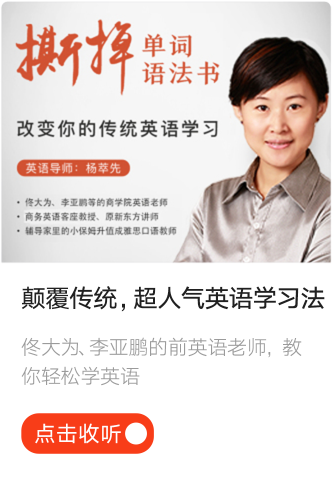 撕掉单词
语法书
改变你的传统英语学习
英语导师：杨萃先
• 佟大为、李亚鹏等的商学院英语老师
• 商务英语客座教授、原新东方讲师
• 辅导家里的小保姆升值成雅思口语教师
颠覆传统，超人气英语学习法
佟大为、李亚鹏的前英语老师，教
你轻松学英语
点击收听